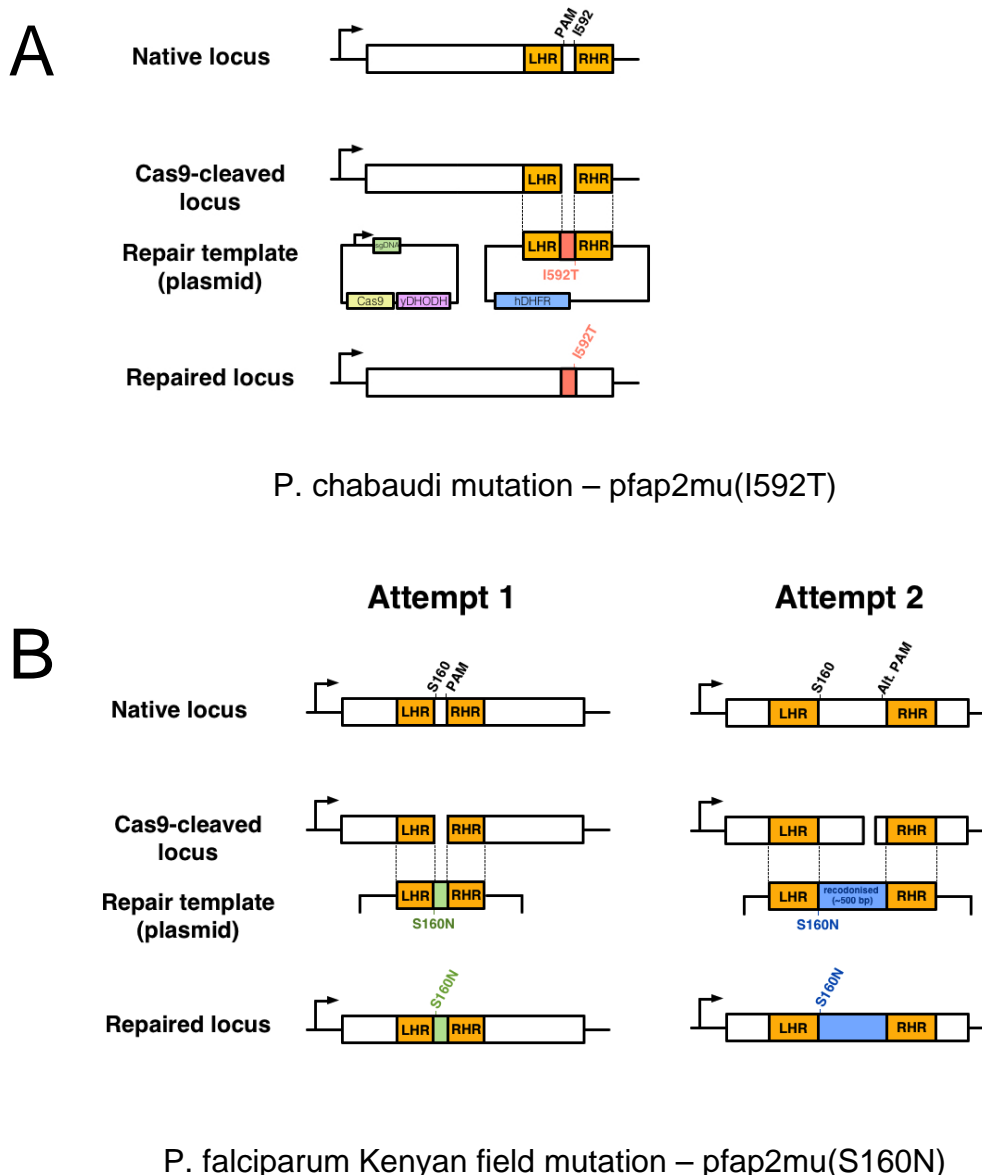 A
PAM
I592
Native locus
LHR
RHR
Cas9-cleaved
locus
LHR
RHR
Repair template
(plasmid)
sgDNA
LHR
RHR
I592T
Cas9
yDHODH
hDHFR
I592T
Repaired locus
P. chabaudi mutation – pfap2mu(I592T)
Attempt 1
Attempt 2
B
S160
PAM
S160
Alt. PAM
Native locus
LHR
RHR
LHR
RHR
Cas9-cleaved
locus
LHR
RHR
LHR
RHR
Repair template
(plasmid)
LHR
RHR
LHR
recodonised
(~500 bp)
RHR
S160N
S160N
S160N
S160N
Repaired locus
LHR
RHR
LHR
RHR
P. falciparum Kenyan field mutation – pfap2mu(S160N)